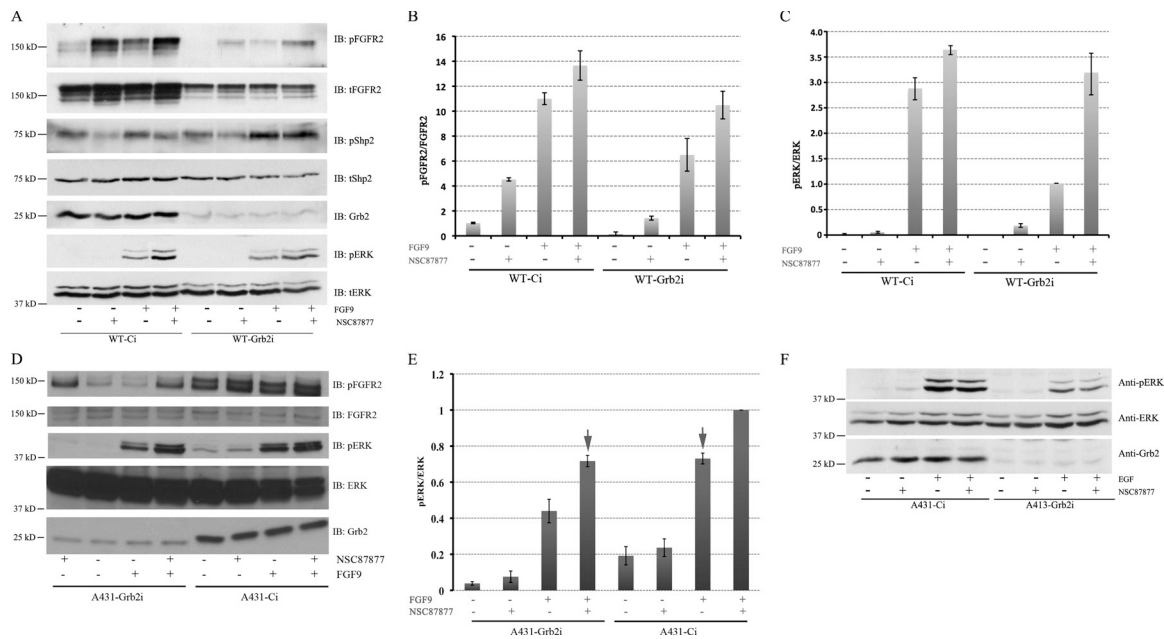 A
150 kD
IB: pFGFR2
150 kD
IB: tFGFR2
75 kD
IB: pShp2
75 kD
IB: tShp2
25 kD
IB: Grb2
IB: pERK
IB: tERK
37 kD
- - + + - - + + FGF9
- + - + - + - + NSC87877
WT-Ci WT-Grb2i
B
pFGFR2/FGFR2
16
14
12
10
8
6
4
2
0
FGF9 - - + + - - + +
NSC87877 - + - + - + - +
WT-Ci WT-Grb2i
C
pERK/ERK
4.0
3.5
3.0
2.5
2.0
1.5
1.0
0.5
0.0
FGF9 - - + + - - + +
NSC87877 - + - + - + - +
WT-Ci WT-Grb2i
D
150 kD
IB: pFGFR2
IB: FGFR2
IB: pERK
37 kD
IB: ERK
37 kD
25 kD
IB: Grb2
+ - - + - + - + NSC87877
- - + + - - + + FGF9
A431-Grb2i A431-Ci
E
pERK/ERK
1.2
1
0.8
0.6
0.4
0.2
0
FGF9 - - + + - - + +
NSC87877 - + - + - + - +
A431-Grb2i A431-Ci
F
Anti-pERK
37 kD
Anti-ERK
37 kD
Anti-Grb2
25 kD
- - + + - - + + EGF
- + - + - + - + NSC87877
A431-Ci A413-Grb2i